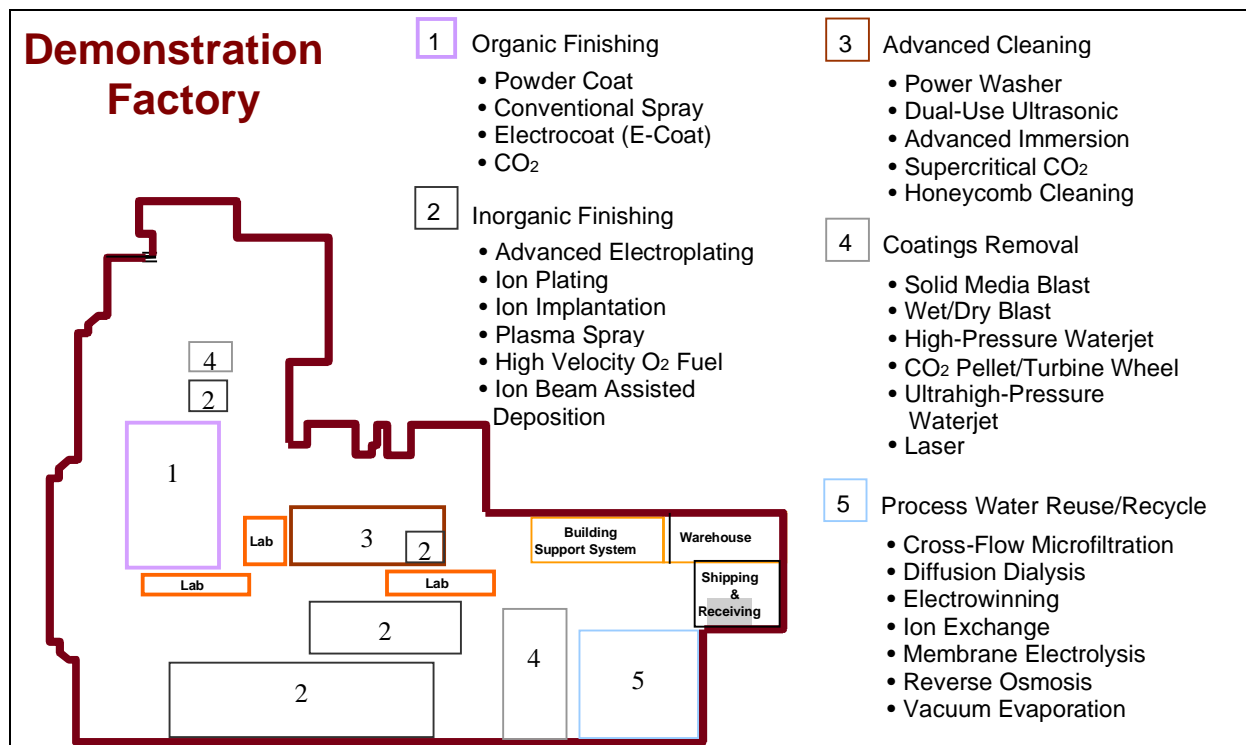 Demonstration
Factory
1 Organic Finishing
• Powder Coat
• Conventional Spray
• Electrocoat (E-Coat)
• CO2
2 Inorganic Finishing
• Advanced Electroplating
• Ion Plating
• Ion Implantation
• Plasma Spray
• High Velocity O2 Fuel
• Ion Beam Assisted
Deposition
3 Advanced Cleaning
• Power Washer
• Dual-Use Ultrasonic
• Advanced Immersion
• Supercritical CO2
• Honeycomb Cleaning
4 Coatings Removal
• Solid Media Blast
• Wet/Dry Blast
• High-Pressure Waterjet
• CO2 Pellet/Turbine Wheel
• Ultrahigh-Pressure
Waterjet
• Laser
5 Process Water Reuse/Recycle
• Cross-Flow Microfiltration
• Diffusion Dialysis
• Electrowinning
• Ion Exchange
• Membrane Electrolysis
• Reverse Osmosis
• Vacuum Evaporation
4
2
1
Lab
3
2
Lab
Lab
Building
Support System
Warehouse
Shipping
&
Receiving
2
2
4
5